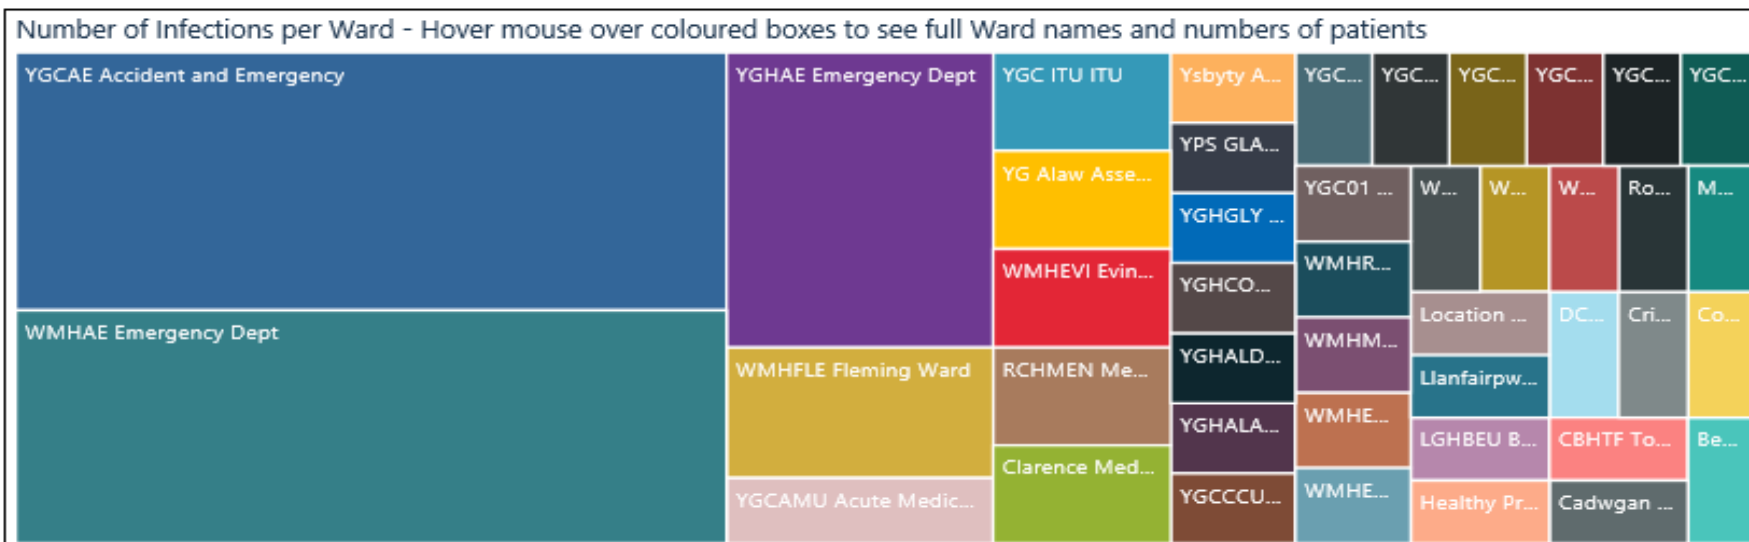 Number of Infections per Ward - Hover mouse over coloured boxes to see full Ward names and numbers of patients
YGCAE Accident and Emergency
WMHAE Emergency Dept
YGHAE Emergency Dept
WMHFLE Fleming Ward
YGCAMU Acute Medic...
YGC ITU ITU
YG Alaw Asse...
WMHEVI Evin...
RCHMEN Me...
Clarence Med...
Ysbyty A...
YPS GLA...
YGHGLY ...
YGHCO...
YGHALD...
YGHALA...
YGCCCU...
YGC...
YGC...
YGC...
YGC...
YGC...
YGC...
YGC01 ...
WMHR...
WMHM...
WMHE...
WMHE...
W...
W...
W...
Ro...
M...
Location ...
Llanfairpw...
LGHBEU B...
Healthy Pr...
DC...
Cri...
Co...
CBHTF To...
Cadwgan ...
Be...